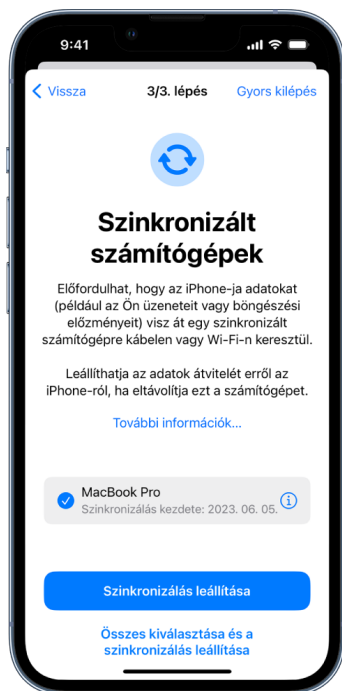 9:41
Vissza
3/3. lépés
Gyors kilépés
Szinkronizált
számítógépek
Előfordulhat, hogy az iPhone-ja adatokat
(például az Ön üzeneteit vagy böngészési
előzményeit) visz át egy szinkronizált
számítógépre kábelen vagy Wi-Fi-n keresztül.
Leállíthatja az adatok átvitelét erről az
iPhone-ról, ha eltávolítja ezt a számítógépet.
További információk...
MacBook Pro
Szinkronizálás kezdete: 2023. 06. 05.
Szinkronizálás leállítása
Összes kiválasztása és a
szinkronizálás leállítása